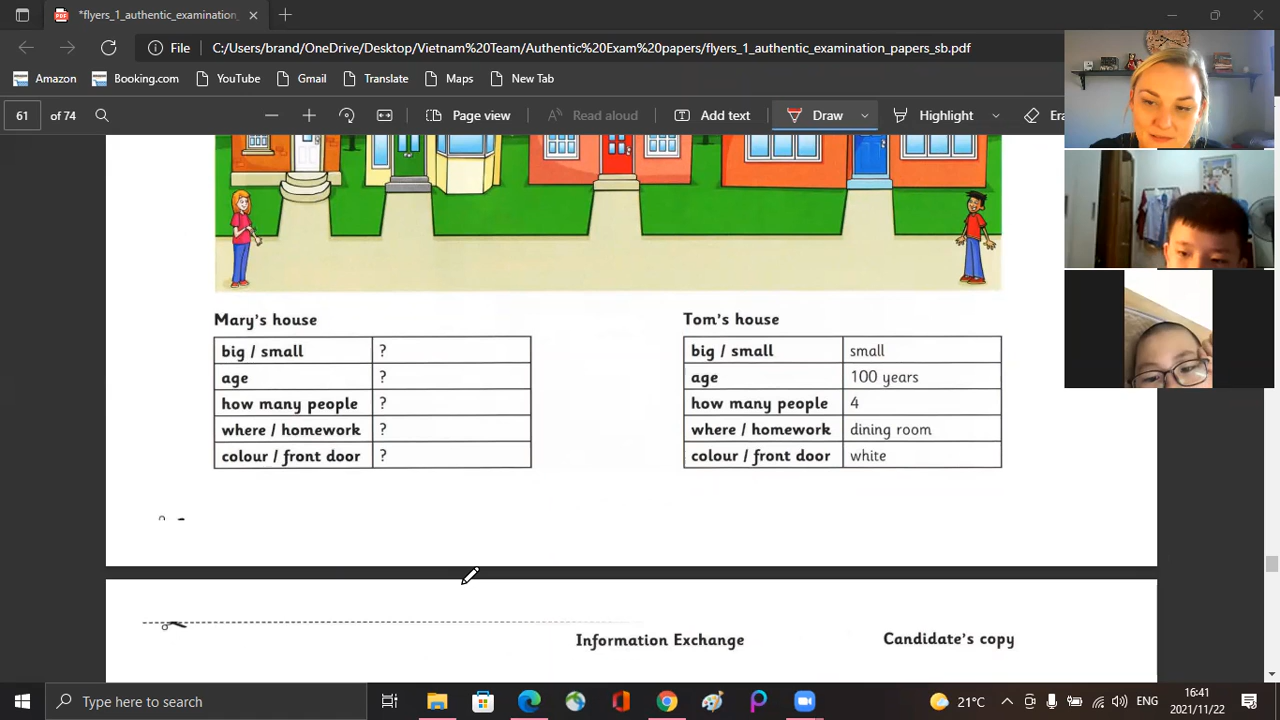 *flyers_1_authentic_examination_
File
C:/Users/brand/OneDrive/Desktop/Vietnam%20Team/Authentic%20Exam%20papers/flyers_1_authentic_examination_papers_sb.pdf
Amazon
Booking.com
YouTube
Gmail
Translate
Maps
New Tab
61 of 74
Page view
Read aloud
Add text
Draw
Highlight
Era
Mary's house
big / small ?
age ?
how many people ?
where / homework ?
colour / front door ?
Tom's house
big / small small
age 100 years
how many people 4
where / homework dining room
colour / front door white
Information Exchange
Candidate's copy
Type here to search
21°C
ENG
16:41
2021/11/22